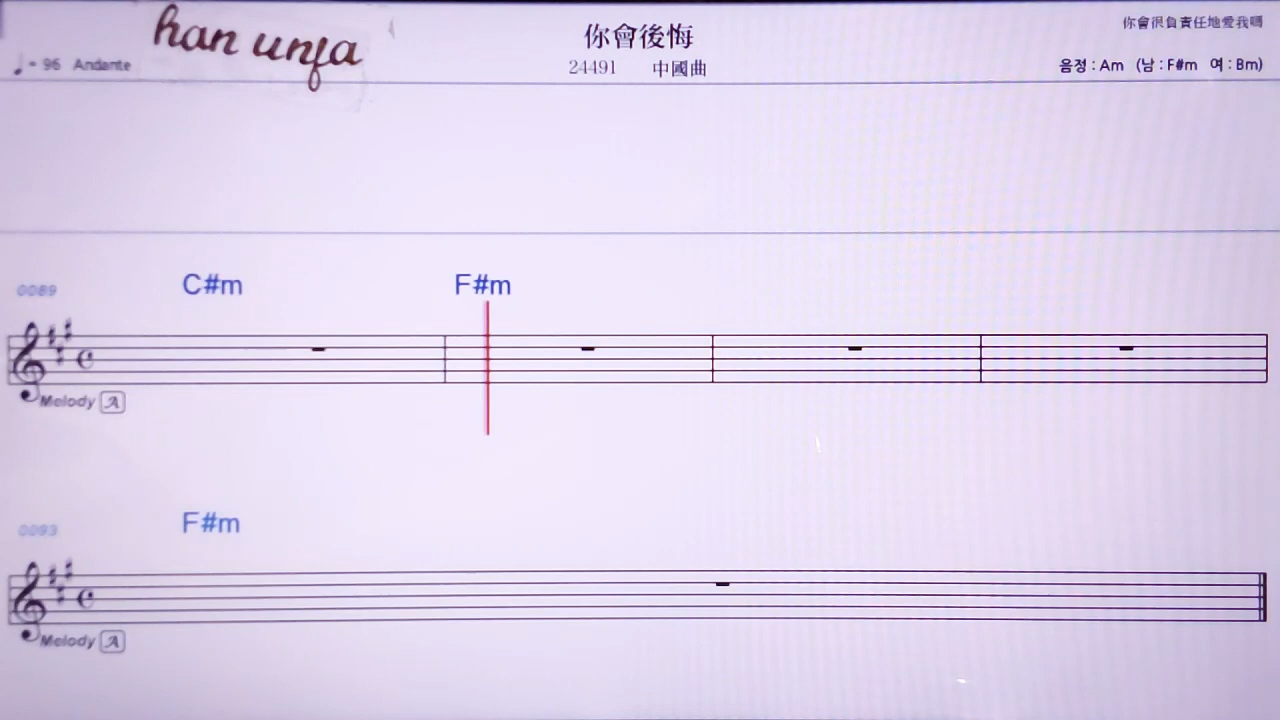 han unfa
你會後悔
你會很負責任地愛我嗎
♩= 96 Andante
24491 中國曲
음정 : Am (남 : F#m 여 : Bm)
0089
C#m F#m
Melody A
0093
F#m
Melody A